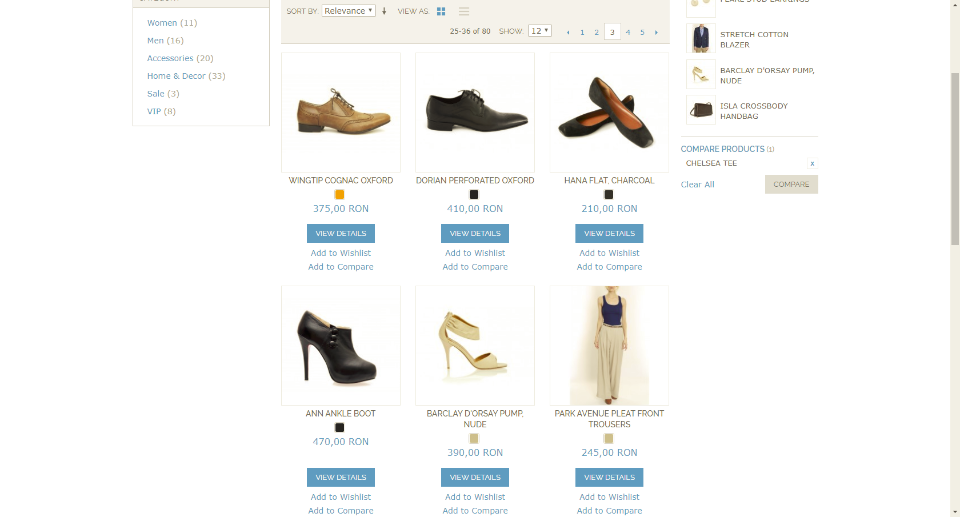 Women (11)
Men (16)
Accessories (20)
Home & Decor (33)
Sale (3)
VIP (8)
SORT BY: Relevance
VIEW AS:
25-36 of 80 SHOW: 12 1 2 3 4 5
WINGTIP COGNAC OXFORD
375,00 RON
VIEW DETAILS
Add to Wishlist
Add to Compare
DORIAN PERFORATED OXFORD
410,00 RON
VIEW DETAILS
Add to Wishlist
Add to Compare
HANA FLAT, CHARCOAL
210,00 RON
VIEW DETAILS
Add to Wishlist
Add to Compare
ANN ANKLE BOOT
470,00 RON
VIEW DETAILS
Add to Wishlist
Add to Compare
BARCLAY D'ORSAY PUMP,
NUDE
390,00 RON
VIEW DETAILS
Add to Wishlist
Add to Compare
PARK AVENUE PLEAT FRONT
TROUSERS
245,00 RON
VIEW DETAILS
Add to Wishlist
Add to Compare
STRETCH COTTON
BLAZER
BARCLAY D'ORSAY PUMP,
NUDE
ISLA CROSSBODY
HANDBAG
COMPARE PRODUCTS (1)
CHELSEA TEE x
Clear All COMPARE